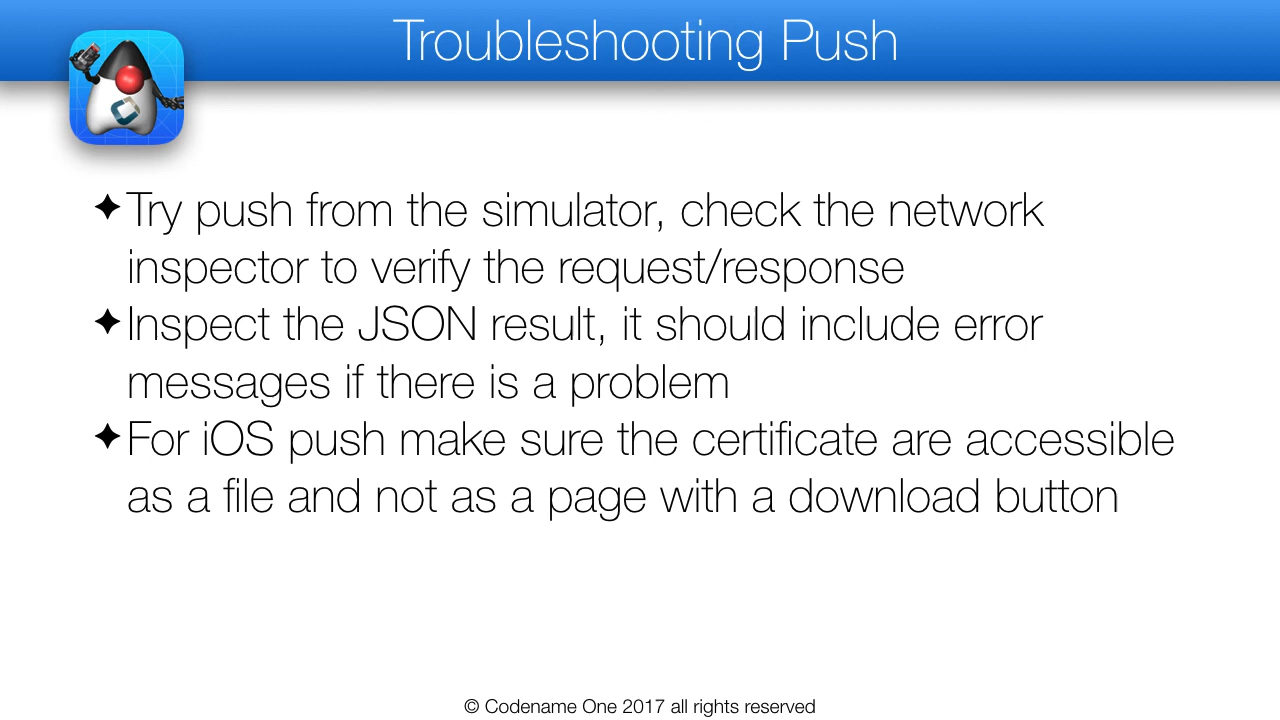 Troubleshooting Push
✦Try push from the simulator, check the network
inspector to verify the request/response
✦Inspect the JSON result, it should include error
messages if there is a problem
✦For iOS push make sure the certificate are accessible
as a file and not as a page with a download button
© Codename One 2017 all rights reserved